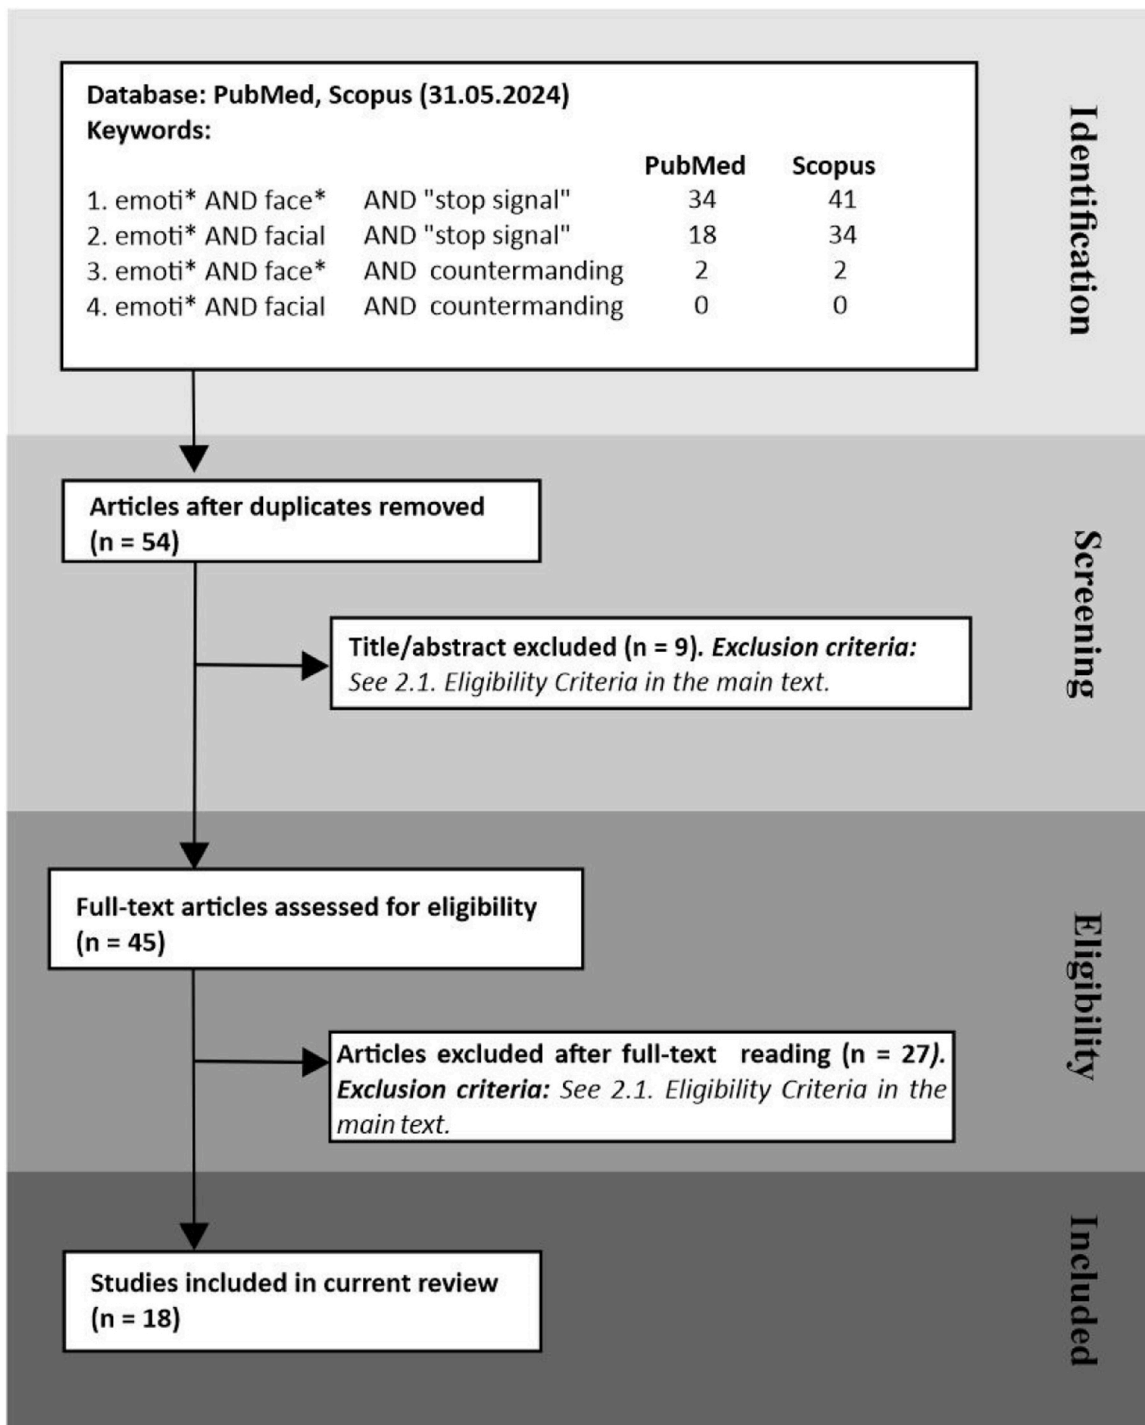 Database: PubMed, Scopus (31.05.2024)
Keywords:
PubMed Scopus
1. emoti* AND face* AND "stop signal" 34 41
2. emoti* AND facial AND "stop signal" 18 34
3. emoti* AND face* AND countermanding 2 2
4. emoti* AND facial AND countermanding 0 0
Identification
Articles after duplicates removed
(n = 54)
Title/abstract excluded (n = 9). Exclusion criteria:
See 2.1. Eligibility Criteria in the main text.
Screening
Full-text articles assessed for eligibility
(n = 45)
Articles excluded after full-text reading (n = 27).
Exclusion criteria: See 2.1. Eligibility Criteria in the
main text.
Eligibility
Studies included in current review
(n = 18)
Included